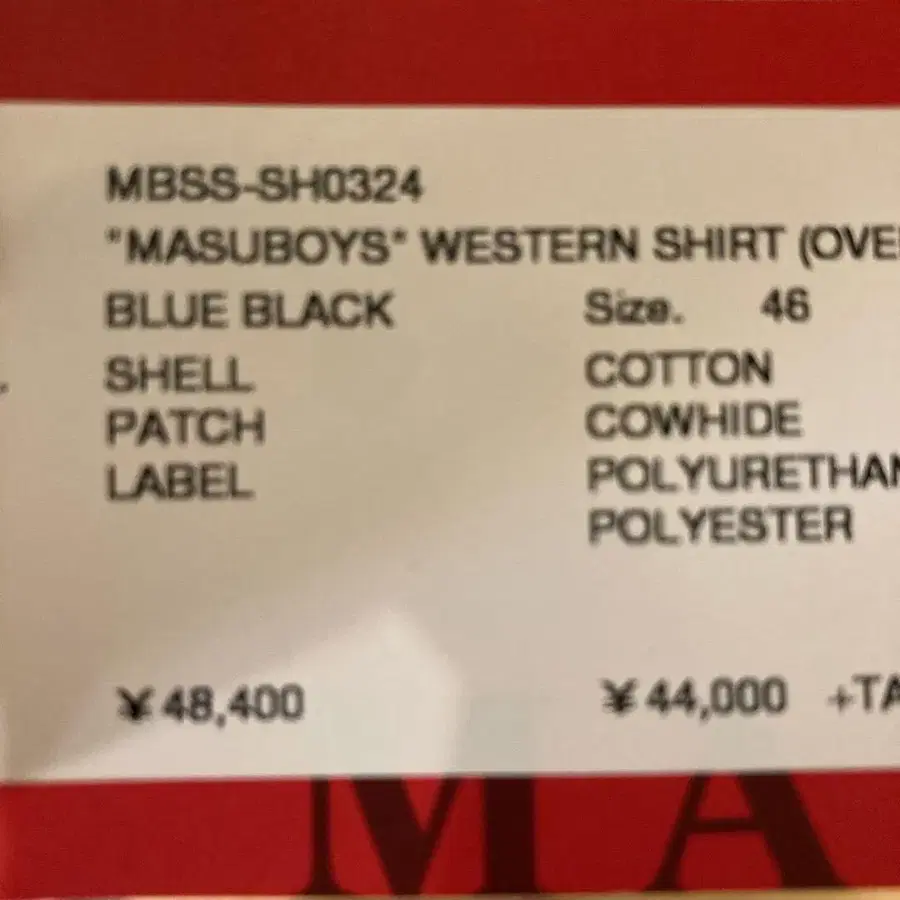 MBSS-SH0324
"MASUBOYS" WESTERN SHIRT (OVE
BLUE BLACK Size. 46
SHELL COTTON
PATCH COWHIDE
LABEL POLYURETHAN
POLYESTER
¥48,400 ¥44,000 +TA
MA